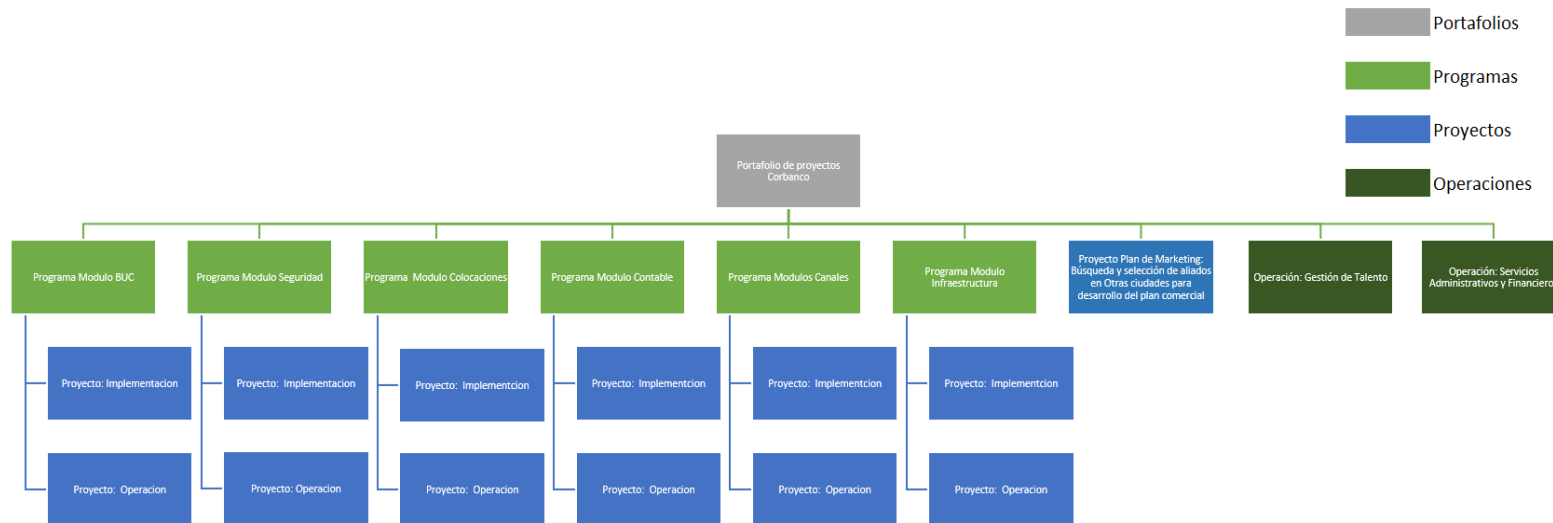 Portafolios
Programas
Proyectos
Operaciones
Portafolio de proyectos
Corbanco
Programa Modulo BUC
Programa Modulo Seguridad
Programa  Modulo Colocaciones
Programa Modulo Contable
Programa Modulos Canales
Programa Modulo
Infraestructura
Proyecto Plan de Marketing:
Búsqueda y selección de aliados
en Otras ciudades para
desarrollo del plan comercial
Operación: Gestión de Talento
Operación: Servicios
Administrativos y Financiero
Proyecto: Implementacion
Proyecto:  Implementacion
Proyecto:  Implementcion
Proyecto:  Implementcion
Proyecto:  Implementcion
Proyecto:  Implementcion
Proyecto:  Operacion
Proyecto: Operacion
Proyecto:  Operacion
Proyecto:  Operacion
Proyecto:  Operacion
Proyecto:  Operacion